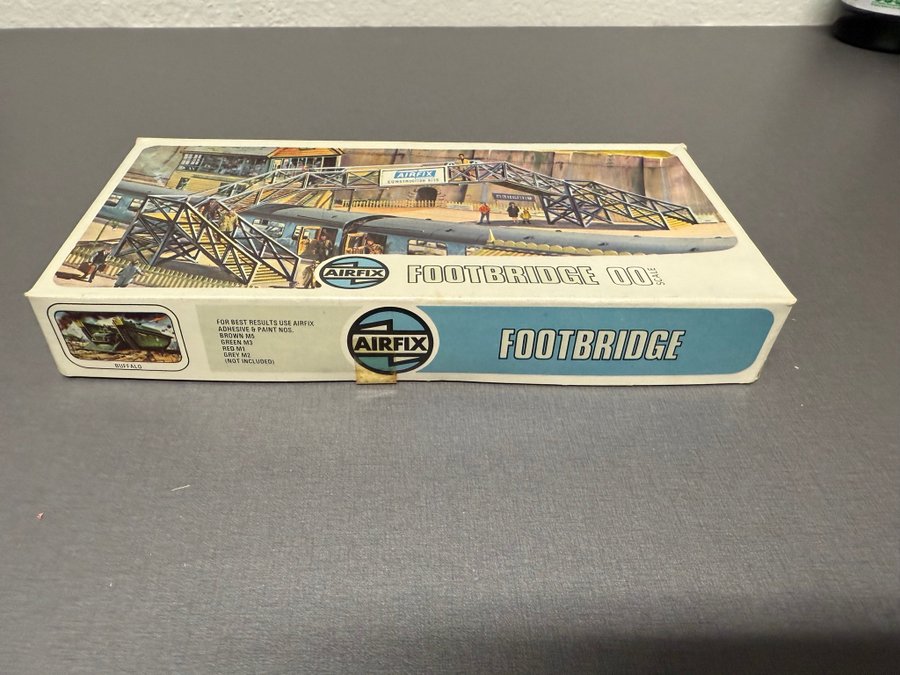 AIRFIX
CONSTRUCTION KITS
AIRFIX
FOOTBRIDGE 00 SCALE
BUFFALO
FOR BEST RESULTS USE AIRFIX
ADHESIVE & PAINT NOS.
BROWN M5
GREEN M3
RED M1
GREY M2
(NOT INCLUDED)
AIRFIX
FOOTBRIDGE